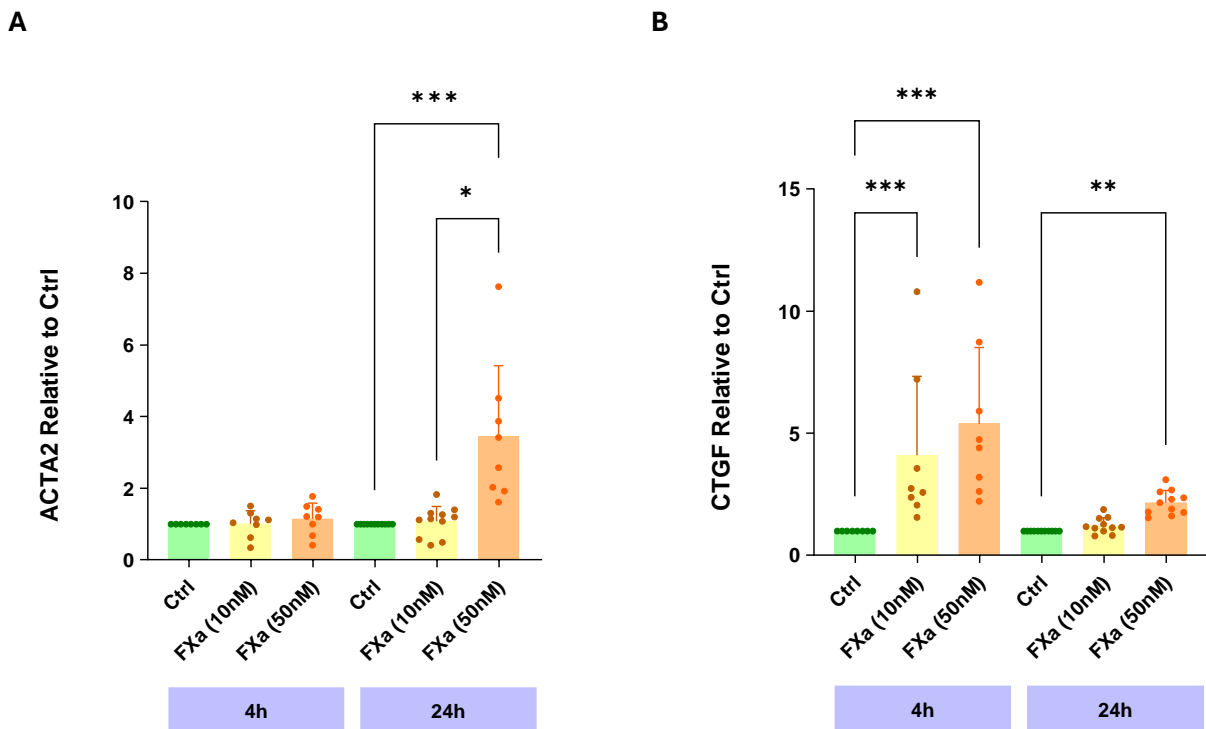 A
ACTA2 Relative to Ctrl
10
8
6
4
2
0
***
*
Ctrl
FXa (10nM)
FXa (50nM)
Ctrl
FXa (10nM)
FXa (50nM)
4h
24h
B
CTGF Relative to Ctrl
15
10
5
0
***
***
**
Ctrl
FXa (10nM)
FXa (50nM)
Ctrl
FXa (10nM)
FXa (50nM)
4h
24h